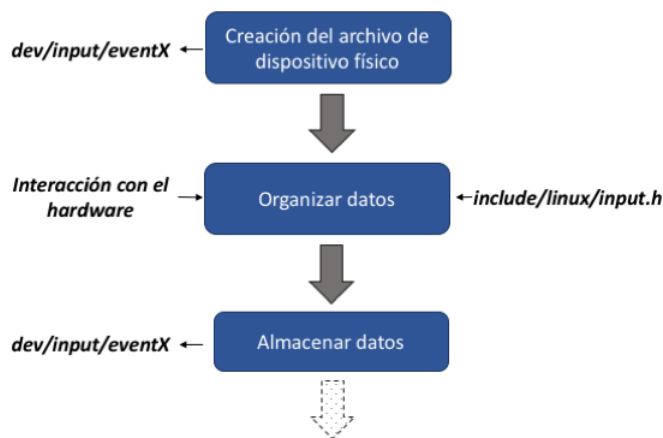 Creación del archivo de
dispositivo físico
dev/input/eventX
Interacción con el
hardware
Organizar datos
include/linux/input.h
dev/input/eventX
Almacenar datos